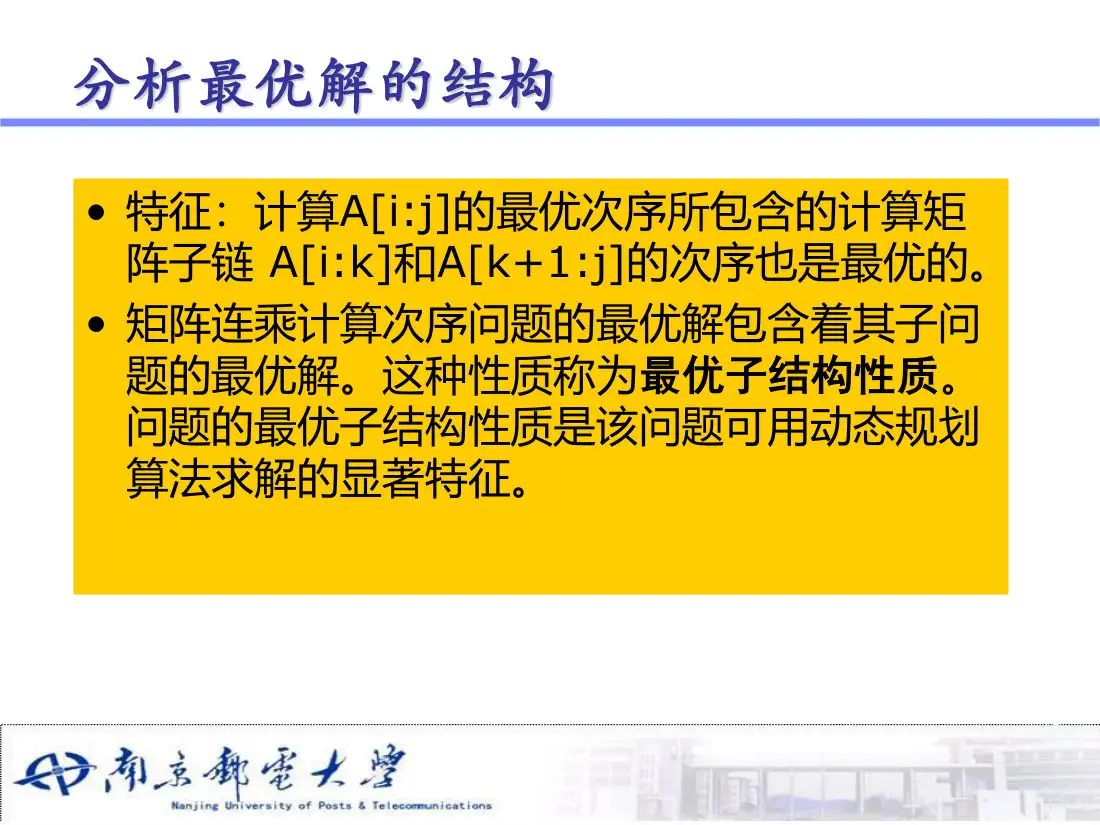 分析最优解的结构
• 特征：计算A[i:j]的最优次序所包含的计算矩
阵子链 A[i:k]和A[k+1:j]的次序也是最优的。
• 矩阵连乘计算次序问题的最优解包含着其子问
题的最优解。这种性质称为最优子结构性质。
问题的最优子结构性质是该问题可用动态规划
算法求解的显著特征。
南京郵電大學
Nanjing University of Posts & Telecommunications